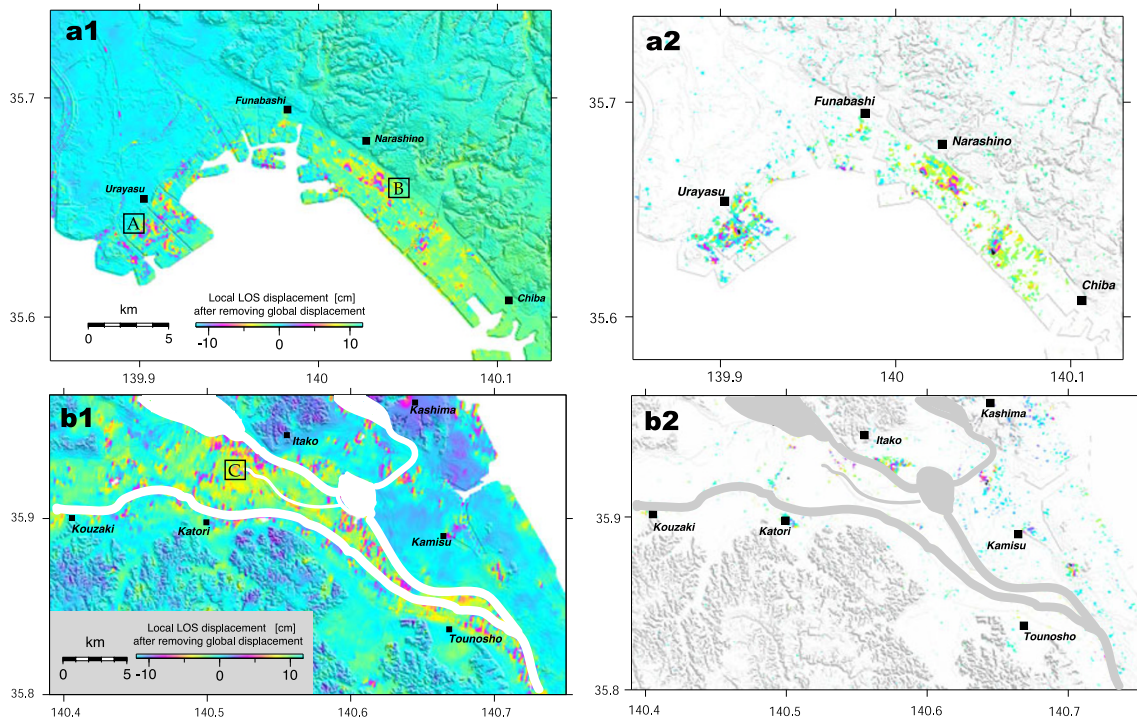 a1
35.7
35.6
Funabashi
Narashino
Urayasu
A
B
Chiba
km
0 5
Local LOS displacement [cm]
after removing global displacement
-10 0 10
139.9 140 140.1
a2
35.7
35.6
Funabashi
Narashino
Urayasu
Chiba
139.9 140 140.1
b1
35.9
35.8
Kashima
Itako
C
Kouzaki
Katori
Kamisu
Tounosho
km
0 5
Local LOS displacement [cm]
after removing global displacement
-10 0 10
140.4 140.5 140.6 140.7
b2
35.9
35.8
Kashima
Itako
Kouzaki
Katori
Kamisu
Tounosho
140.4 140.5 140.6 140.7